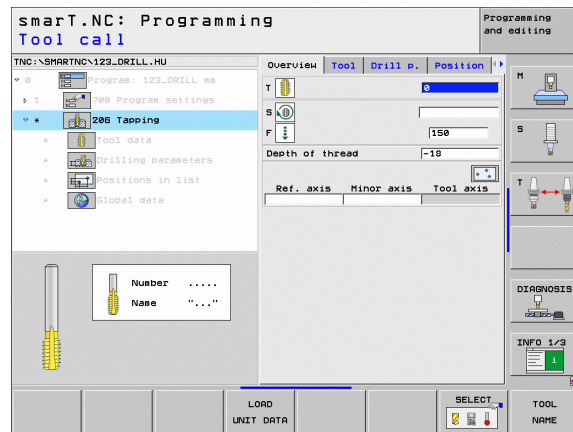 smarT.NC: Programming
Tool call
Programming
and editing
TNC:\SMARTNC\123_DRILL.HU
0 Program: 123_DRILL mm
1 700 Program settings
* 206 Tapping
* Tool data
* Drilling parameters
* Positions in list
* Global data
Overview Tool Drill p. Position
T 0
S
F 150
Depth of thread -18
Ref. axis Minor axis Tool axis
Number .....
Name "..."
M
S
T
DIAGNOSIS
INFO 1/3
LOAD
UNIT DATA
SELECT
TOOL
NAME